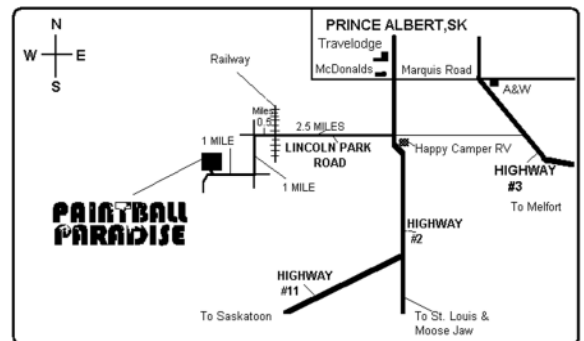 N
W E
S
PRINCE ALBERT,SK
Travelodge
McDonalds
Marquis Road
A&W
Railway
Miles
0.5
2.5 MILES
LINCOLN PARK
ROAD
Happy Camper RV
1 MILE
1 MILE
HIGHWAY
#3
To Melfort
PAINTBALL
PARADISE
HIGHWAY
#2
HIGHWAY
#11
To Saskatoon
To St. Louis &
Moose Jaw